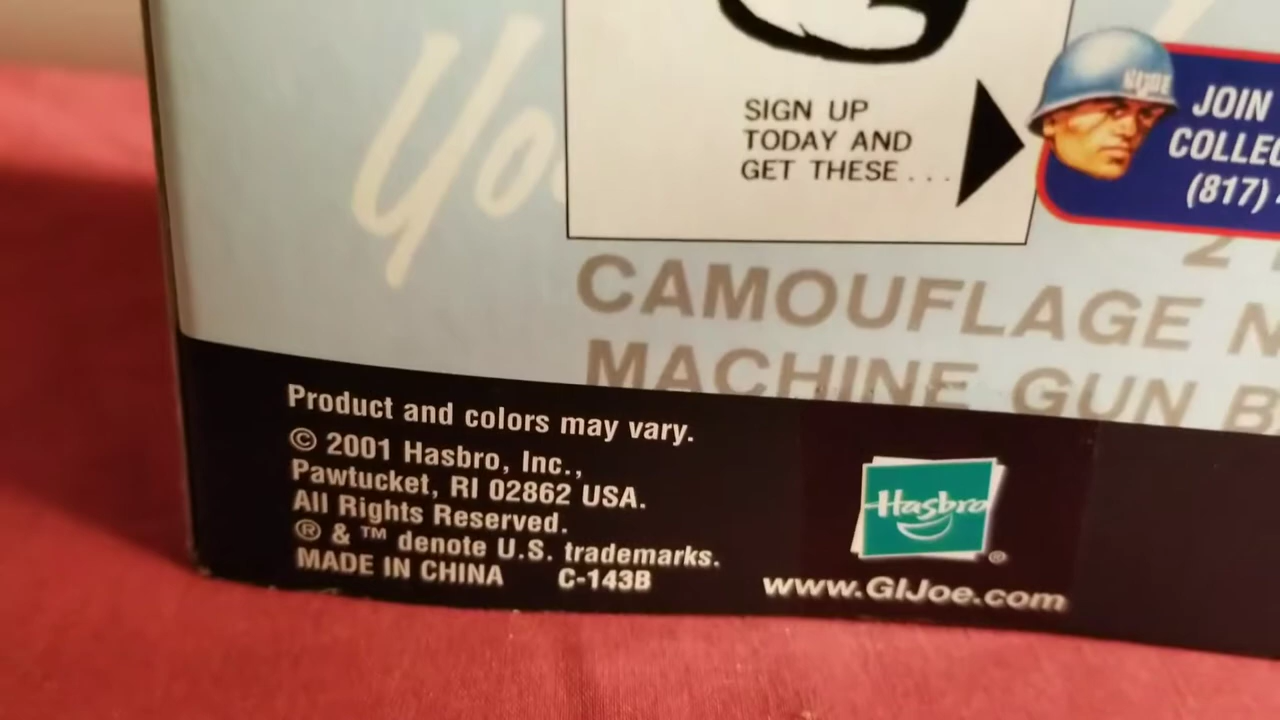 You
SIGN UP
TODAY AND
GET THESE...
JOIN
COLLEC
(817)
2
CAMOUFLAGE N
MACHINE GUN B
Product and colors may vary.
© 2001 Hasbro, Inc.,
Pawtucket, RI 02862 USA.
All Rights Reserved.
® & ™ denote U.S. trademarks.
MADE IN CHINA C-143B
Hasbro®
www.GIJoe.com